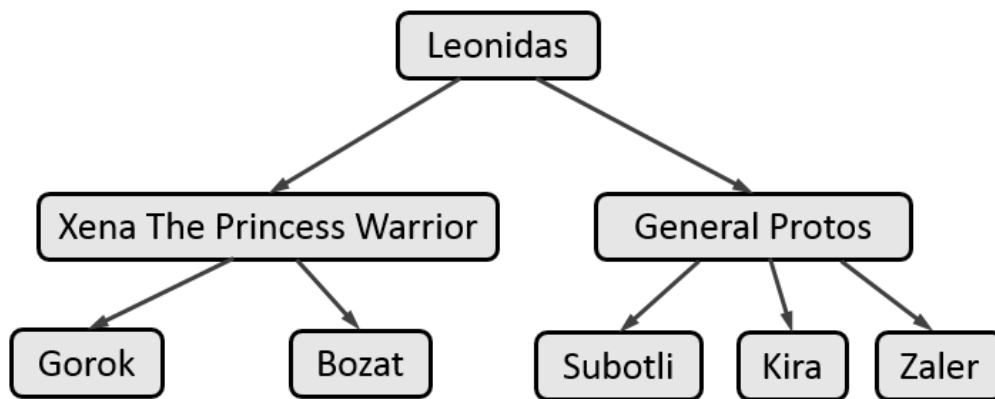 Leonidas
Xena The Princess Warrior
General Protos
Gorok
Bozat
Subotli
Kira
Zaler